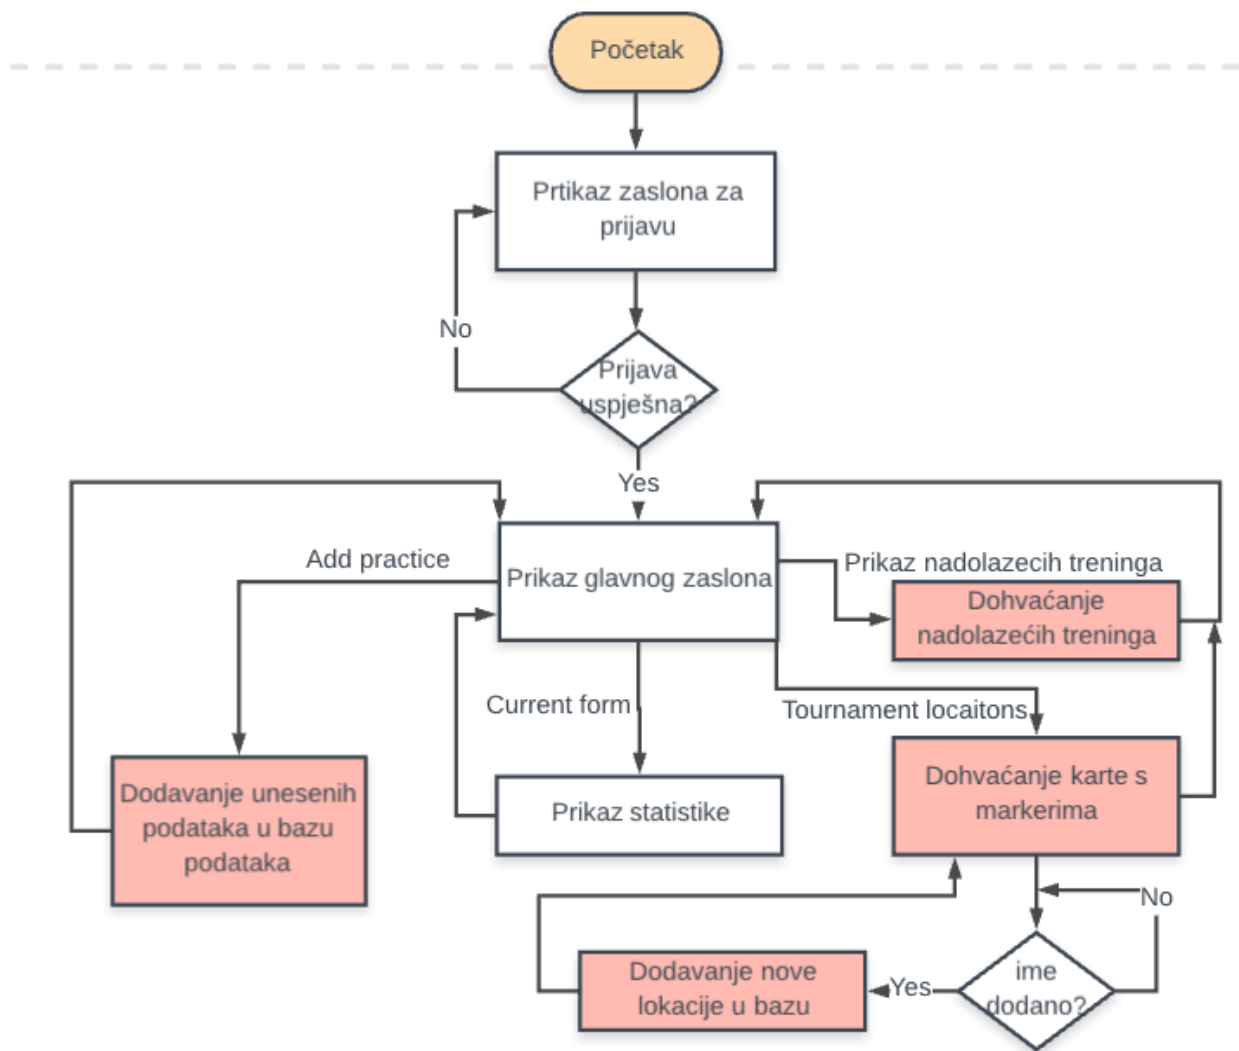 Početak
Prtikaz zaslona za
prijavu
No
Prijava
uspješna?
Yes
Add practice
Prikaz glavnog zaslona
Prikaz nadolazecih treninga
Dohvaćanje
nadolazećih treninga
Current form
Tournament locaitons
Dodavanje unesenih
podataka u bazu
podataka
Prikaz statistike
Dohvaćanje karte s
markerima
No
Dodavanje nove
lokacije u bazu
Yes
ime
dodano?